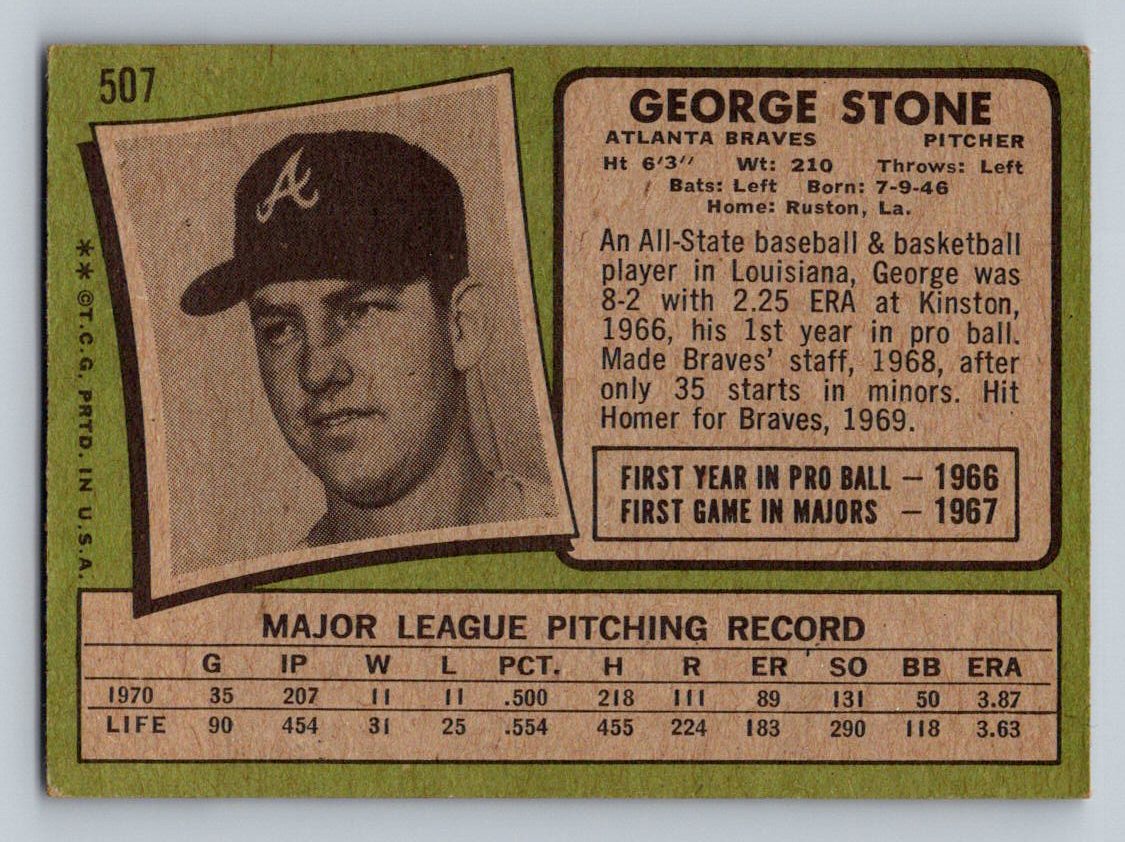 507
A
** ©T.C.G. PRTD. IN U.S.A.
GEORGE STONE
ATLANTA BRAVES PITCHER
Ht 6'3" Wt: 210 Throws: Left
Bats: Left Born: 7-9-46
Home: Ruston, La.
An All-State baseball & basketball
player in Louisiana, George was
8-2 with 2.25 ERA at Kinston,
1966, his 1st year in pro ball.
Made Braves' staff, 1968, after
only 35 starts in minors. Hit
Homer for Braves, 1969.
FIRST YEAR IN PRO BALL — 1966
FIRST GAME IN MAJORS — 1967
MAJOR LEAGUE PITCHING RECORD
G IP W L PCT. H R ER SO BB ERA
1970 35 207 11 11 .500 218 111 89 131 50 3.87
LIFE 90 454 31 25 .554 455 224 183 290 118 3.63